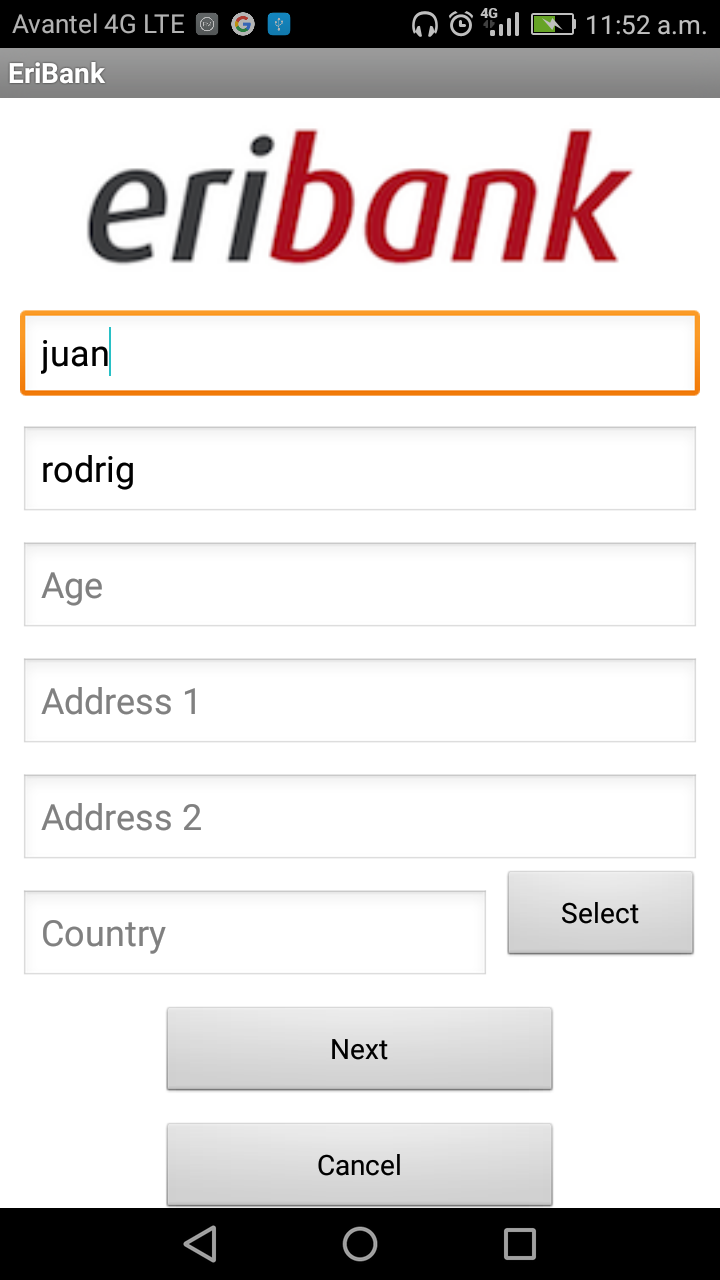 Avantel 4G LTE 4G 11:52 a.m.
EriBank
eribank
juan
rodrig
Age
Address 1
Address 2
Country
Select
Next
Cancel